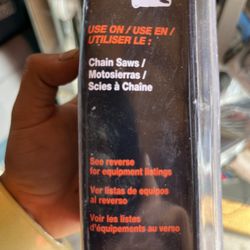 USE ON / USE EN /
UTILISER LE :
Chain Saws /
Motosierras /
Scies à Chaîne
See reverse
for equipment listings
Ver listas de equipos
al reverso
Voir les listes
d'équipements au verso